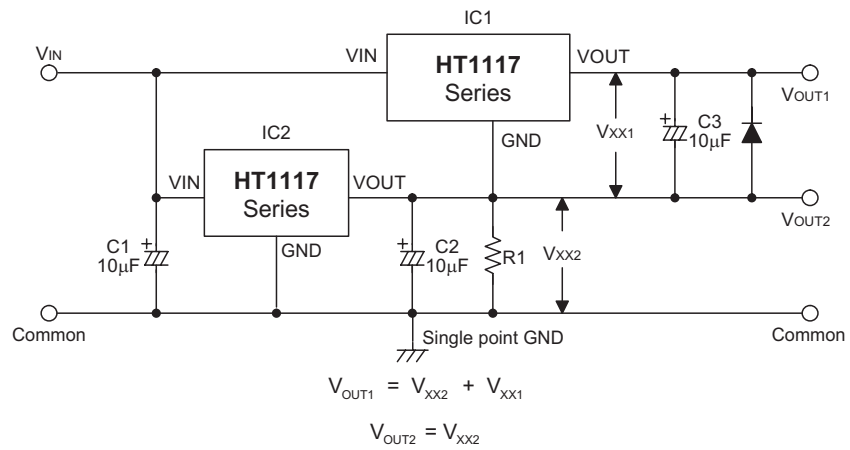 IC1
VIN
VIN
HT1117
Series
VOUT
VOUT1
GND
VXX1
C3
10μF
IC2
VIN
HT1117
Series
VOUT
VOUT2
GND
C1
10μF
C2
10μF
R1
VXX2
Common
Single point GND
Common
VOUT1 = VXX2 + VXX1
VOUT2 = VXX2